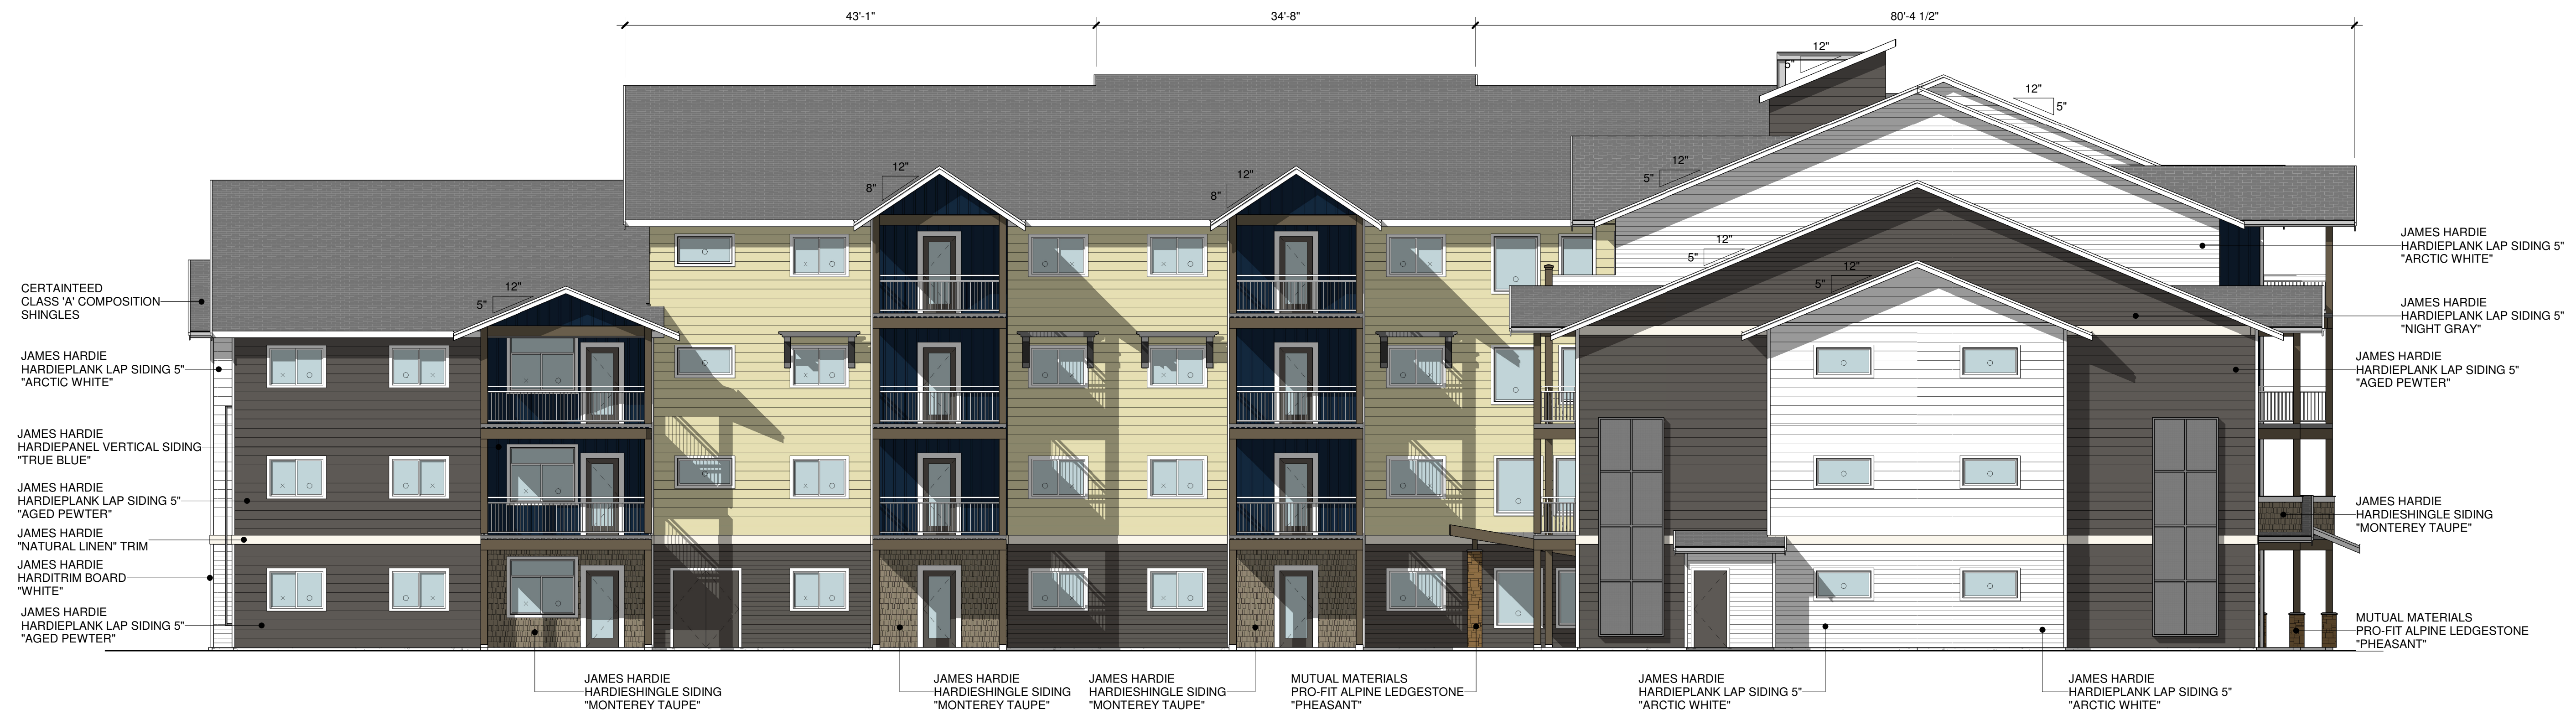 43'-1"
34'-8"
80'-4 1/2"
12"
5"
12"
5"
12"
5"
12"
8"
12"
8"
12"
5"
12"
5"
12"
5"
CERTAINTEED
CLASS 'A' COMPOSITION
SHINGLES
JAMES HARDIE
HARDIEPLANK LAP SIDING 5"
"ARCTIC WHITE"
JAMES HARDIE
HARDIEPANEL VERTICAL SIDING
"TRUE BLUE"
JAMES HARDIE
HARDIEPLANK LAP SIDING 5"
"AGED PEWTER"
JAMES HARDIE
"NATURAL LINEN" TRIM
JAMES HARDIE
HARDITRIM BOARD
"WHITE"
JAMES HARDIE
HARDIEPLANK LAP SIDING 5"
"AGED PEWTER"
JAMES HARDIE
HARDIEPLANK LAP SIDING 5"
"ARCTIC WHITE"
JAMES HARDIE
HARDIEPLANK LAP SIDING 5"
"NIGHT GRAY"
JAMES HARDIE
HARDIEPLANK LAP SIDING 5"
"AGED PEWTER"
JAMES HARDIE
HARDIESHINGLE SIDING
"MONTEREY TAUPE"
MUTUAL MATERIALS
PRO-FIT ALPINE LEDGESTONE
"PHEASANT"
JAMES HARDIE
HARDIESHINGLE SIDING
"MONTEREY TAUPE"
JAMES HARDIE
HARDIESHINGLE SIDING
"MONTEREY TAUPE"
JAMES HARDIE
HARDIESHINGLE SIDING
"MONTEREY TAUPE"
MUTUAL MATERIALS
PRO-FIT ALPINE LEDGESTONE
"PHEASANT"
JAMES HARDIE
HARDIEPLANK LAP SIDING 5"
"ARCTIC WHITE"
JAMES HARDIE
HARDIEPLANK LAP SIDING 5"
"ARCTIC WHITE"